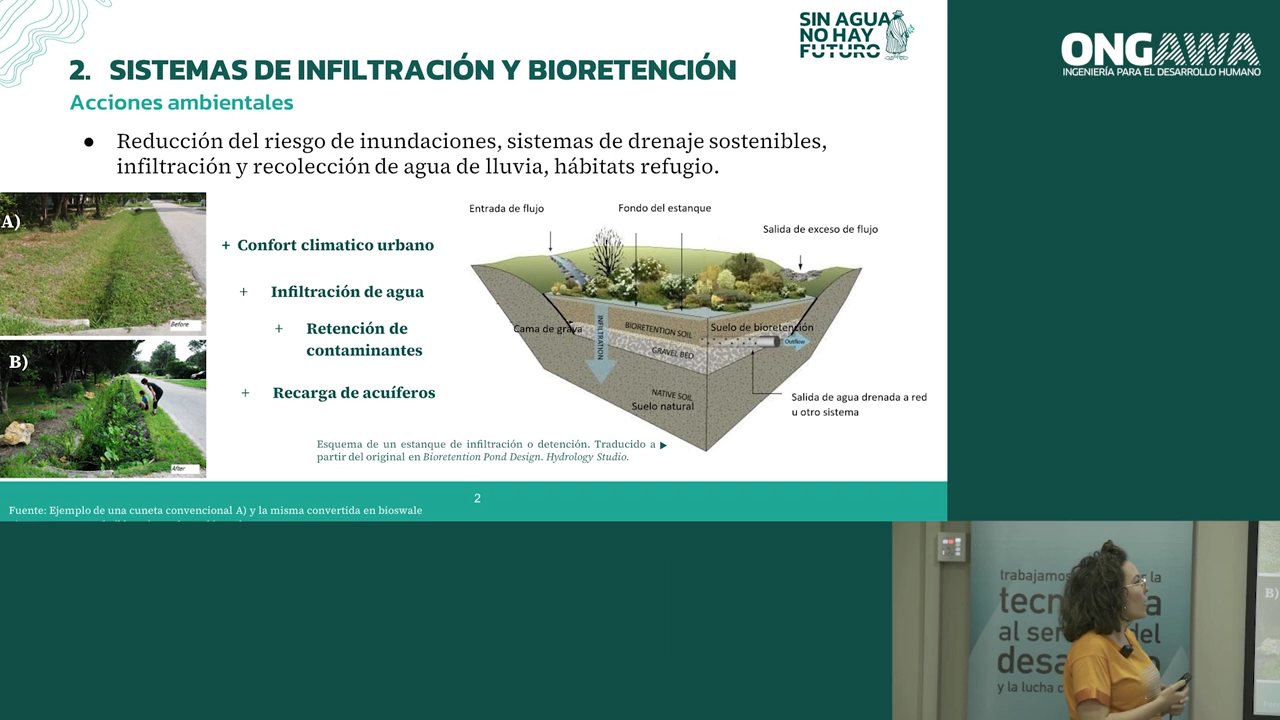 SIN AGUA
NO HAY
FUTURO
ONGAWA
INGENIERÍA PARA EL DESARROLLO HUMANO
2. SISTEMAS DE INFILTRACIÓN Y BIORETENCIÓN
Acciones ambientales
● Reducción del riesgo de inundaciones, sistemas de drenaje sostenibles,
infiltración y recolección de agua de lluvia, hábitats refugio.
A)
Before
B)
After
+ Confort climatico urbano
+ Infiltración de agua
+ Retención de
contaminantes
+ Recarga de acuíferos
Entrada de flujo
Fondo del estanque
Salida de exceso de flujo
Cama de grava
INFILTRATION
BIORETENTION SOIL
Suelo de bioretención
GRAVEL BED
Outflow
NATIVE SOIL
Suelo natural
Salida de agua drenada a red
u otro sistema
Esquema de un estanque de infiltración o detención. Traducido a ▶
partir del original en Bioretention Pond Design. Hydrology Studio.
2
Fuente: Ejemplo de una cuneta convencional A) y la misma convertida en bioswale
trabajamos la
al del
y la lucha
B)